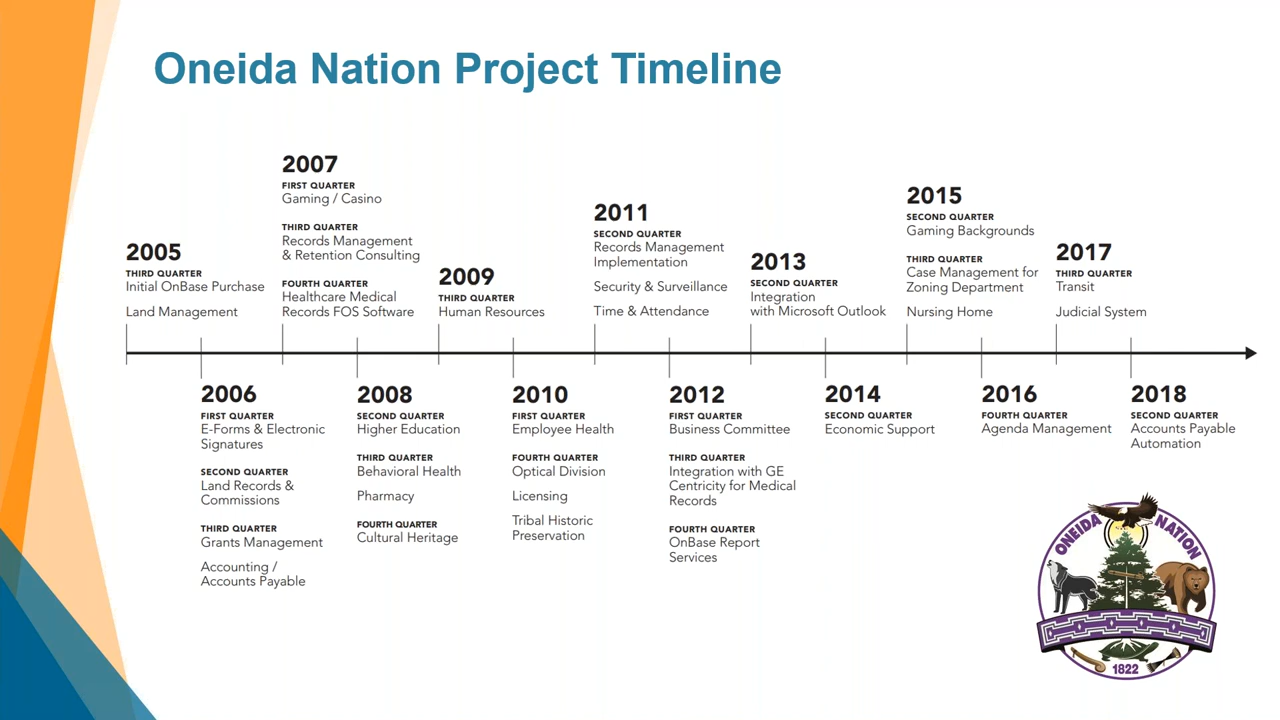 Oneida Nation Project Timeline
2005
THIRD QUARTER
Initial OnBase Purchase
Land Management
2006
FIRST QUARTER
E-Forms & Electronic
Signatures
SECOND QUARTER
Land Records &
Commissions
THIRD QUARTER
Grants Management
Accounting /
Accounts Payable
2007
FIRST QUARTER
Gaming / Casino
THIRD QUARTER
Records Management
& Retention Consulting
FOURTH QUARTER
Healthcare Medical
Records FOS Software
2008
SECOND QUARTER
Higher Education
THIRD QUARTER
Behavioral Health
Pharmacy
FOURTH QUARTER
Cultural Heritage
2009
THIRD QUARTER
Human Resources
2010
FIRST QUARTER
Employee Health
FOURTH QUARTER
Optical Division
Licensing
Tribal Historic
Preservation
2011
SECOND QUARTER
Records Management
Implementation
Security & Surveillance
Time & Attendance
2012
FIRST QUARTER
Business Committee
THIRD QUARTER
Integration with GE
Centricity for Medical
Records
FOURTH QUARTER
OnBase Report
Services
2013
SECOND QUARTER
Integration
with Microsoft Outlook
2014
SECOND QUARTER
Economic Support
2015
SECOND QUARTER
Gaming Backgrounds
THIRD QUARTER
Case Management for
Zoning Department
Nursing Home
2016
FOURTH QUARTER
Agenda Management
2017
THIRD QUARTER
Transit
Judicial System
2018
SECOND QUARTER
Accounts Payable
Automation
ONEIDA NATION
1822